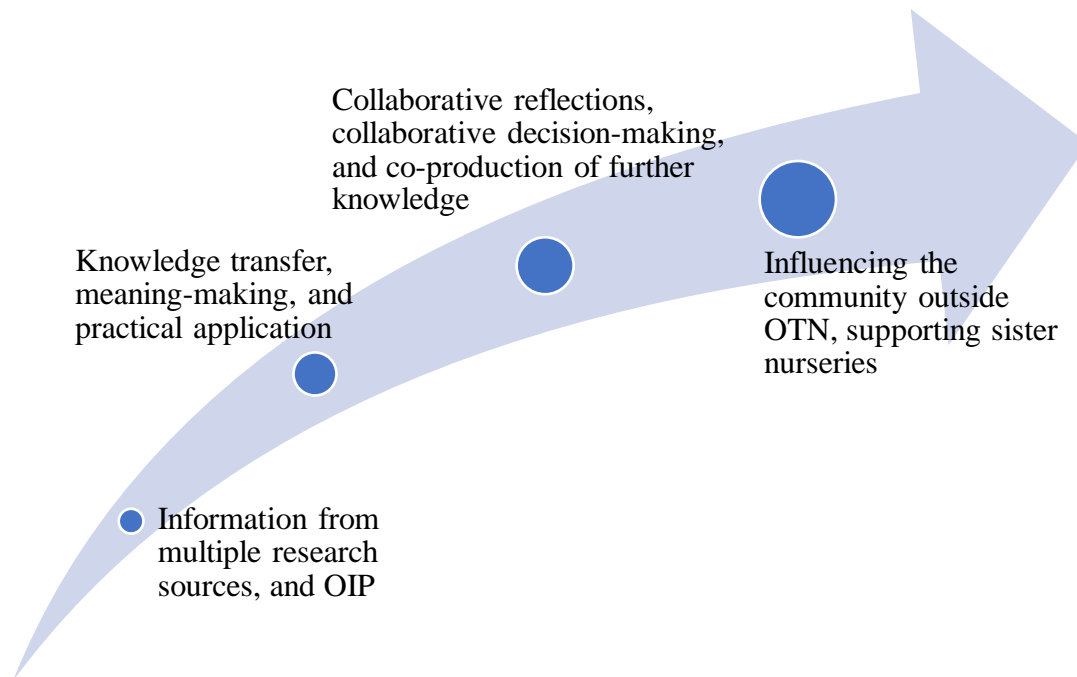 Collaborative reflections,
collaborative decision-making,
and co-production of further
knowledge
Knowledge transfer,
meaning-making, and
practical application
Influencing the
community outside
OTN, supporting sister
nurseries
Information from
multiple research
sources, and OIP